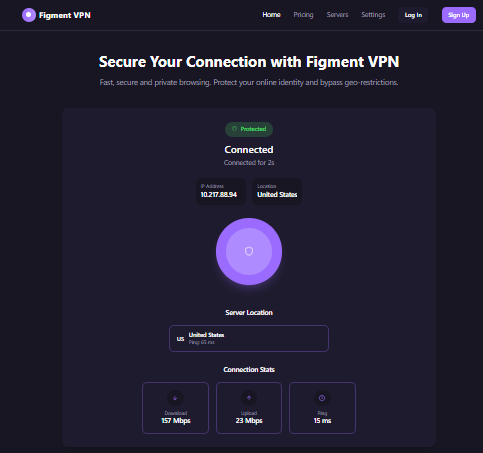 Figment VPN
Home Pricing Servers Settings Log In Sign Up
Secure Your Connection with Figment VPN
Fast, secure and private browsing. Protect your online identity and bypass geo-restrictions.
Protected
Connected
Connected for 2s
IP Address
10.217.88.94
Location
United States
Server Location
US
United States
Ping: 65 ms
Connection Stats
Download
157 Mbps
Upload
23 Mbps
Ping
15 ms